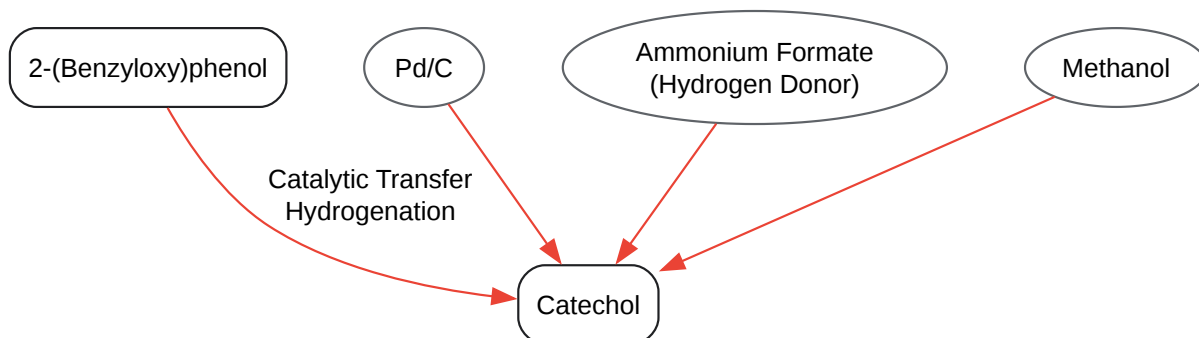 2-(Benzyloxy)phenol
Pd/C
Ammonium Formate
(Hydrogen Donor)
Methanol
Catalytic Transfer
Hydrogenation
Catechol